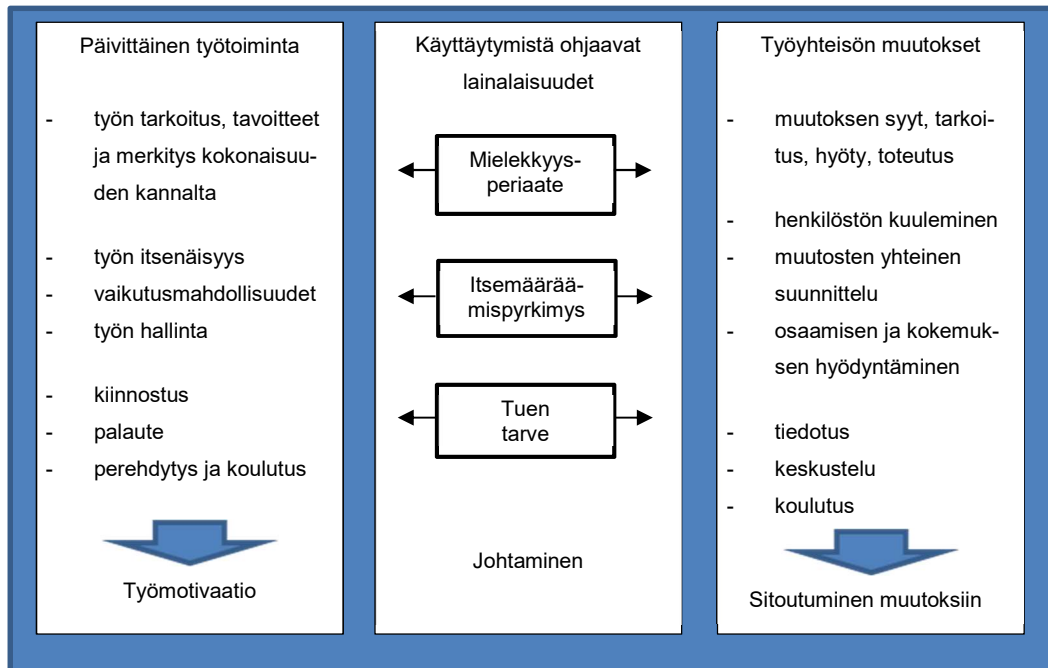 Päivittäinen työtoiminta
- työn tarkoitus, tavoitteet
ja merkitys kokonaisuu-
den kannalta
- työn itsenäisyys
- vaikutusmahdollisuudet
- työn hallinta
- kiinnostus
- palaute
- perehdytys ja koulutus
Työmotivaatio
Käyttäytymistä ohjaavat
lainalaisuudet
Mielekkyys-
periaate
Itsemäärää-
mispyrkimys
Tuen
tarve
Johtaminen
Työyhteisön muutokset
- muutoksen syyt, tarkoi-
tus, hyöty, toteutus
- henkilöstön kuuleminen
- muutosten yhteinen
suunnittelu
- osaamisen ja kokemuk-
sen hyödyntäminen
- tiedotus
- keskustelu
- koulutus
Sitoutuminen muutoksiin